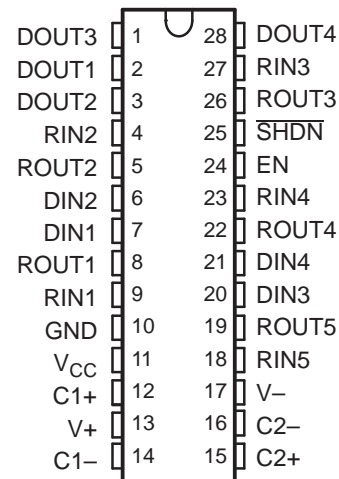 DOUT3 1 28 DOUT4
DOUT1 2 27 RIN3
DOUT2 3 26 ROUT3
RIN2 4 25 SHDN
ROUT2 5 24 EN
DIN2 6 23 RIN4
DIN1 7 22 ROUT4
ROUT1 8 21 DIN4
RIN1 9 20 DIN3
GND 10 19 ROUT5
VCC 11 18 RIN5
C1+ 12 17 V–
V+ 13 16 C2–
C1– 14 15 C2+